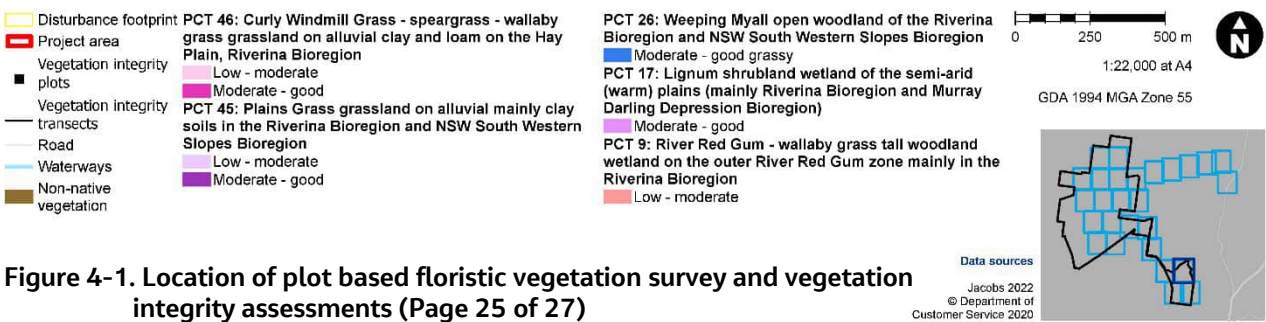 Disturbance footprint
Project area
Vegetation integrity
plots
Vegetation integrity
transects
Road
Waterways
Non-native
vegetation
PCT 46: Curly Windmill Grass - speargrass - wallaby
grass grassland on alluvial clay and loam on the Hay
Plain, Riverina Bioregion
Low - moderate
Moderate - good
PCT 45: Plains Grass grassland on alluvial mainly clay
soils in the Riverina Bioregion and NSW South Western
Slopes Bioregion
Low - moderate
Moderate - good
PCT 26: Weeping Myall open woodland of the Riverina
Bioregion and NSW South Western Slopes Bioregion
Moderate - good grassy
PCT 17: Lignum shrubland wetland of the semi-arid
(warm) plains (mainly Riverina Bioregion and Murray
Darling Depression Bioregion)
Moderate - good
PCT 9: River Red Gum - wallaby grass tall woodland
wetland on the outer River Red Gum zone mainly in the
Riverina Bioregion
Low - moderate
0 250 500 m
N
1:22,000 at A4
GDA 1994 MGA Zone 55
Data sources
Jacobs 2022
© Department of
Customer Service 2020
Figure 4-1. Location of plot based floristic vegetation survey and vegetation
integrity assessments (Page 25 of 27)